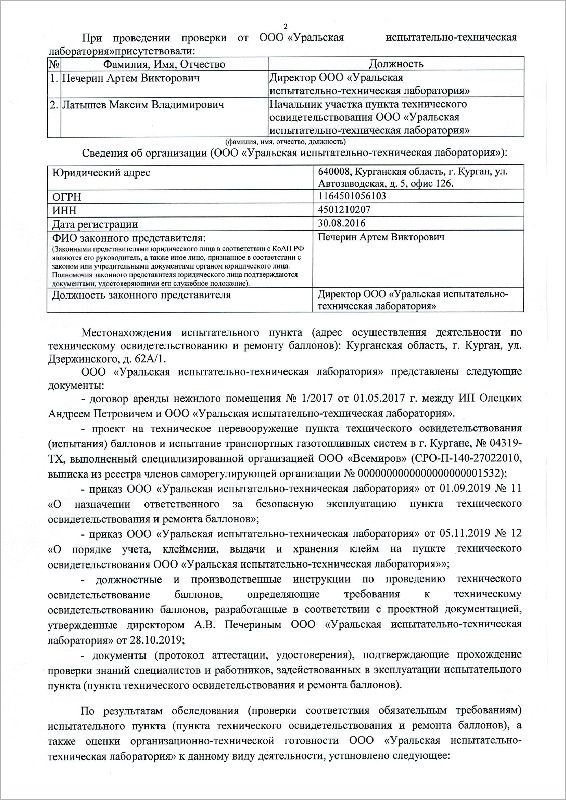 2
При проведении проверки от ООО «Уральская испытательно-техническая
лаборатория»присутствовали:
№ Фамилия, Имя, Отчество Должность
1. Печерин Артем Викторович Директор ООО «Уральская
испытательно-техническая лаборатория»
2. Латышев Максим Владимирович Начальник участка пункта технического
освидетельствования ООО «Уральская
испытательно-техническая лаборатория»
(фамилия, имя, отчество, должность)
Сведения об организации (ООО «Уральская испытательно-техническая лаборатория»):
Юридический адрес 640008, Курганская область, г. Курган, ул.
Автозаводская, д. 5, офис 126.
ОГРН 1164501056103
ИНН 4501210207
Дата регистрации 30.08.2016
ФИО законного представителя: Печерин Артем Викторович
(Законными представителями юридического лица в соответствии с КоАП РФ
являются его руководитель, а также иное лицо, признанное в соответствии с
законом или учредительными документами органом юридического лица.
Полномочия законного представителя юридического лица подтверждаются
документами, удостоверяющими его служебное положение).
Должность законного представителя Директор ООО «Уральская испытательно-
техническая лаборатория»
Местонахождения испытательного пункта (адрес осуществления деятельности по
техническому освидетельствованию и ремонту баллонов): Курганская область, г. Курган, ул.
Дзержинского, д. 62А/1.
ООО «Уральская испытательно-техническая лаборатория» представлены следующие
документы:
- договор аренды нежилого помещения № 1/2017 от 01.05.2017 г. между ИП Олецких
Андреем Петровичем и ООО «Уральская испытательно-техническая лаборатория».
- проект на техническое перевооружение пункта технического освидетельствования
(испытания) баллонов и испытание транспортных газотопливных систем в г. Кургане, № 04319-
ТХ, выполненный специализированной организацией ООО «Всемиров» (СРО-П-140-27022010,
выписка из реестра членов саморегулирующей организации № 0000000000000000000001532);
- приказ ООО «Уральская испытательно-техническая лаборатория» от 01.09.2019 № 11
«О назначении ответственного за безопасную эксплуатацию пункта технического
освидетельствования и ремонта баллонов»;
- приказ ООО «Уральская испытательно-техническая лаборатория» от 05.11.2019 № 12
«О порядке учета, клеймении, выдачи и хранения клейм на пункте технического
освидетельствования ООО «Уральская испытательно-техническая лаборатория»»;
- должностные и производственные инструкции по проведению технического
освидетельствование баллонов, определяющие требования к техническому
освидетельствованию баллонов, разработанные в соответствии с проектной документацией,
утвержденные директором А.В. Печериным ООО «Уральская испытательно-техническая
лаборатория» от 28.10.2019;
- документы (протокол аттестации, удостоверения), подтверждающие прохождение
проверки знаний специалистов и работников, задействованных в эксплуатации испытательного
пункта (пункта технического освидетельствования и ремонта баллонов).
По результатам обследования (проверки соответствия обязательным требованиям)
испытательного пункта (пункта технического освидетельствования и ремонта баллонов), а
также оценки организационно-технической готовности ООО «Уральская испытательно-
техническая лаборатория» к данному виду деятельности, установлено следующее: